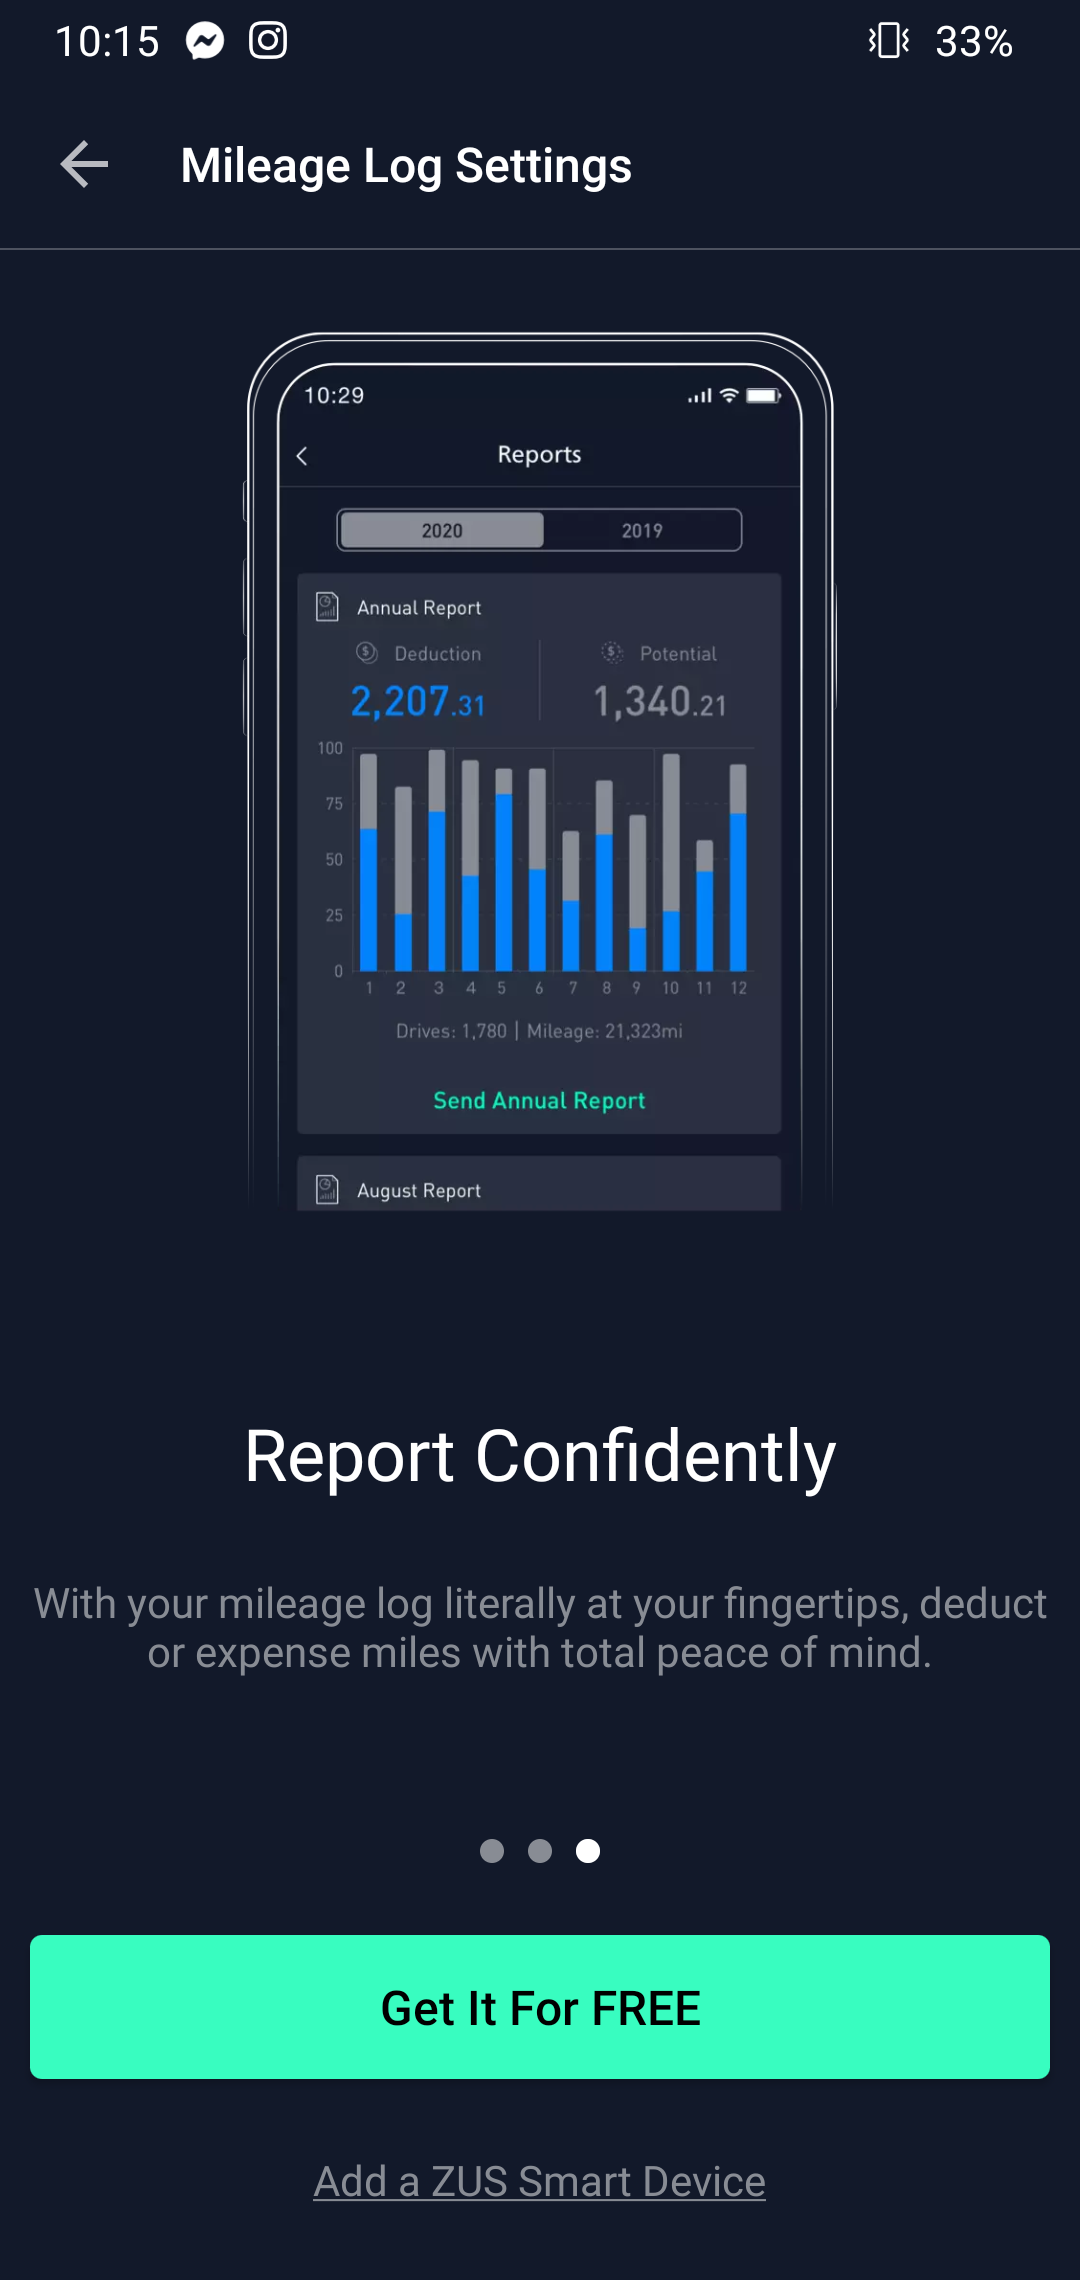 10:15 33%
Mileage Log Settings
10:29
Reports
2020 2019
Annual Report
Deduction Potential
2,207.31 1,340.21
100
75
50
25
0
1 2 3 4 5 6 7 8 9 10 11 12
Drives: 1,780 | Mileage: 21,323mi
Send Annual Report
August Report
Report Confidently
With your mileage log literally at your fingertips, deduct
or expense miles with total peace of mind.
Get It For FREE
Add a ZUS Smart Device